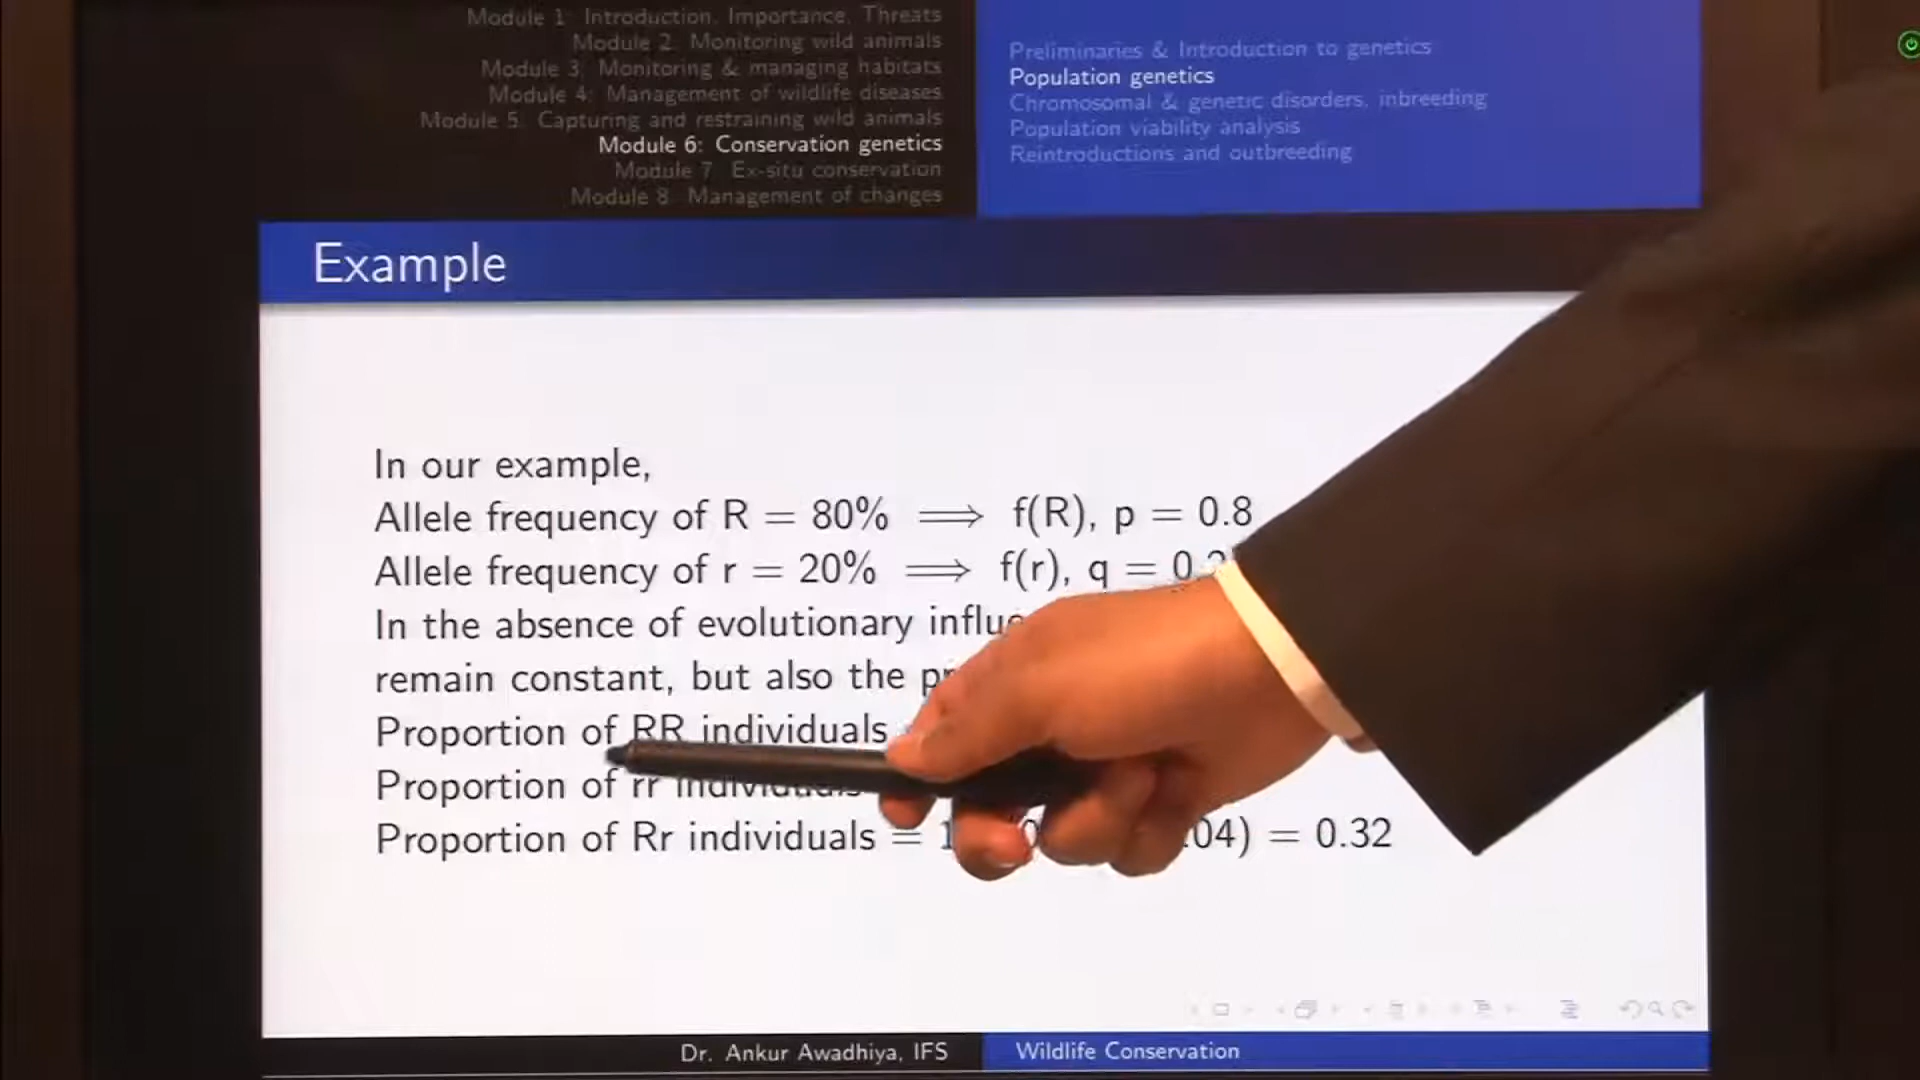 Module 1: Introduction, Importance, Threats
Module 2: Monitoring wild animals
Module 3: Monitoring & managing habitats
Module 4: Management of wildlife diseases
Module 5: Capturing and restraining wild animals
Module 6: Conservation genetics
Module 7: Ex-situ conservation
Module 8: Management of changes
Preliminaries & Introduction to genetics
Population genetics
Chromosomal & genetic disorders, inbreeding
Population viability analysis
Reintroductions and outbreeding
Example
In our example,
Allele frequency of R = 80% ⟹ f(R), p = 0.8
Allele frequency of r = 20% ⟹ f(r), q = 0.2
In the absence of evolutionary
remain constant, but also the
Proportion of RR individuals
Proportion of rr individuals
Proportion of Rr individuals = 1 04) = 0.32
Dr. Ankur Awadhiya, IFS
Wildlife Conservation